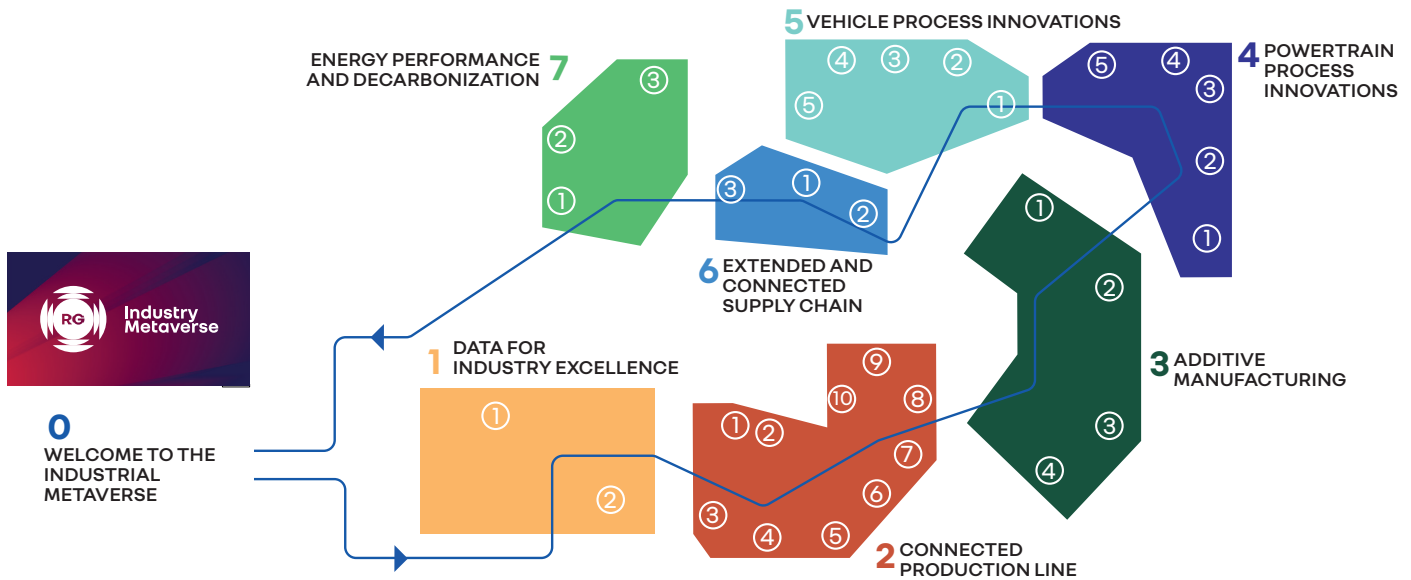 5 VEHICLE PROCESS INNOVATIONS
4 3 2 1 5
ENERGY PERFORMANCE
AND DECARBONIZATION 7
3
2
1
4 POWERTRAIN
PROCESS
INNOVATIONS
5 4 3
2
1
3 1 2
6 EXTENDED AND
CONNECTED
SUPPLY CHAIN
1
2
3
4
3 ADDITIVE
MANUFACTURING
RG
Industry
Metaverse
0
WELCOME TO THE
INDUSTRIAL
METAVERSE
1 DATA FOR
INDUSTRY EXCELLENCE
1
2
9
10 8
1 2
7
6
3 4 5
2 CONNECTED
PRODUCTION LINE